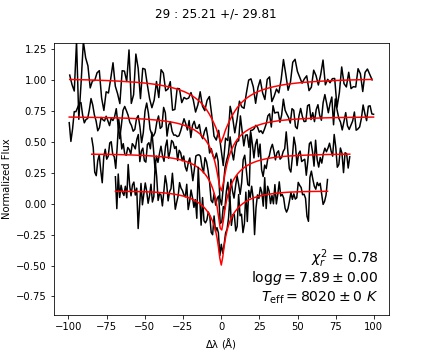 29 : 25.21 +/- 29.81
1.25
1.00
0.75
0.50
0.25
0.00
−0.25
−0.50
−0.75
Normalized Flux
χ²ᵣ = 0.78
logg = 7.89 ± 0.00
Teff = 8020 ± 0 K
−100 −75 −50 −25 0 25 50 75 100
Δλ (Å)